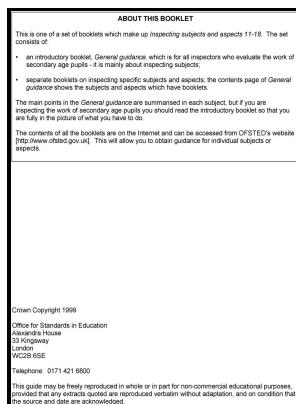 ABOUT THIS BOOKLET
This is one of a set of booklets which make up Inspecting subjects and aspects 11-18. The set
consists of:
• an introductory booklet, General guidance, which is for all inspectors who evaluate the work of
secondary age pupils - it is mainly about inspecting subjects;
• separate booklets on inspecting specific subjects and aspects; the contents page of General
guidance shows the subjects and aspects which have booklets.
The main points in the General guidance are summarised in each subject, but if you are
inspecting the work of secondary age pupils you should read the introductory booklet so that you
are fully in the picture of what you have to do.
The contents of all the booklets are on the Internet and can be accessed from OFSTED's website
[http://www.ofsted.gov.uk]. This will allow you to obtain guidance for individual subjects or
aspects.
Crown Copyright 1999
Office for Standards in Education
Alexandra House
33 Kingsway
London
WC2B 6SE
Telephone: 0171 421 6800
This guide may be freely reproduced in whole or in part for non-commercial educational purposes,
provided that any extracts quoted are reproduced verbatim without adaptation, and on condition that
the source and date are acknowledged.